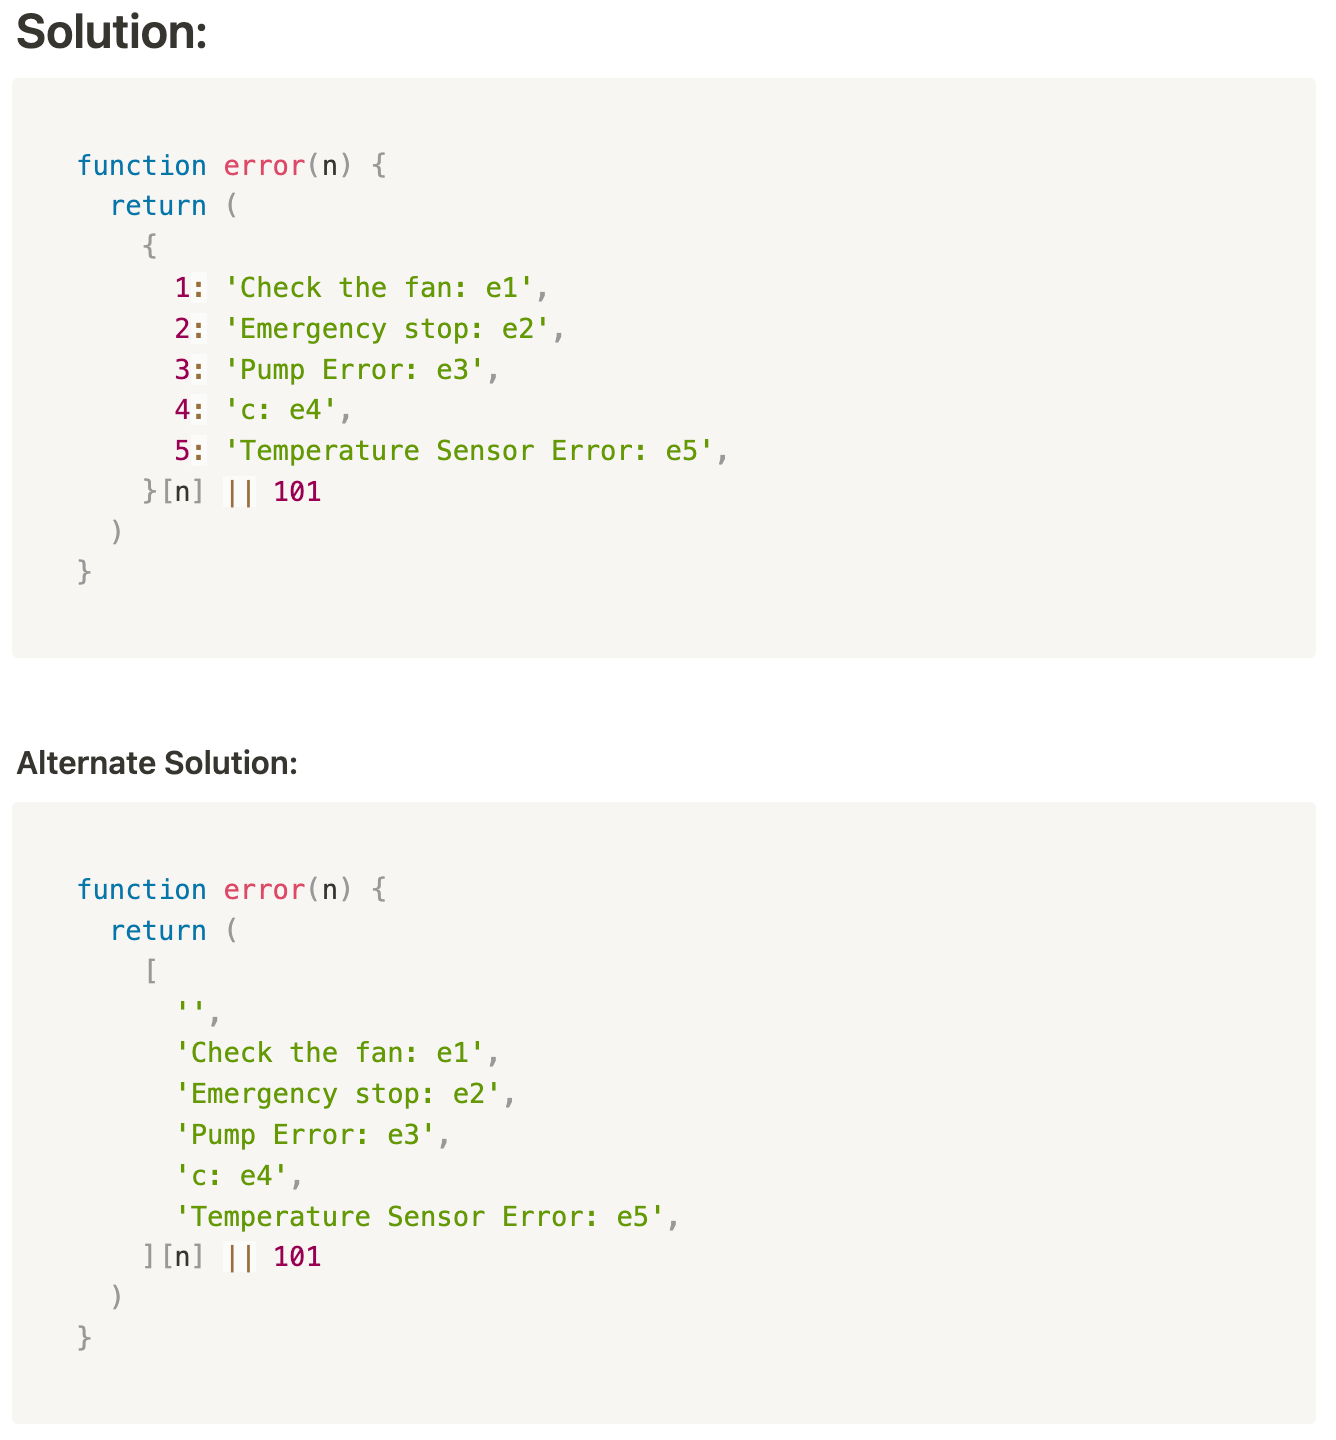 Solution:
function error(n) {
  return (
    {
      1: 'Check the fan: e1',
      2: 'Emergency stop: e2',
      3: 'Pump Error: e3',
      4: 'c: e4',
      5: 'Temperature Sensor Error: e5',
    }[n] || 101
  )
}
Alternate Solution:
function error(n) {
  return (
    [
      '',
      'Check the fan: e1',
      'Emergency stop: e2',
      'Pump Error: e3',
      'c: e4',
      'Temperature Sensor Error: e5',
    ][n] || 101
  )
}